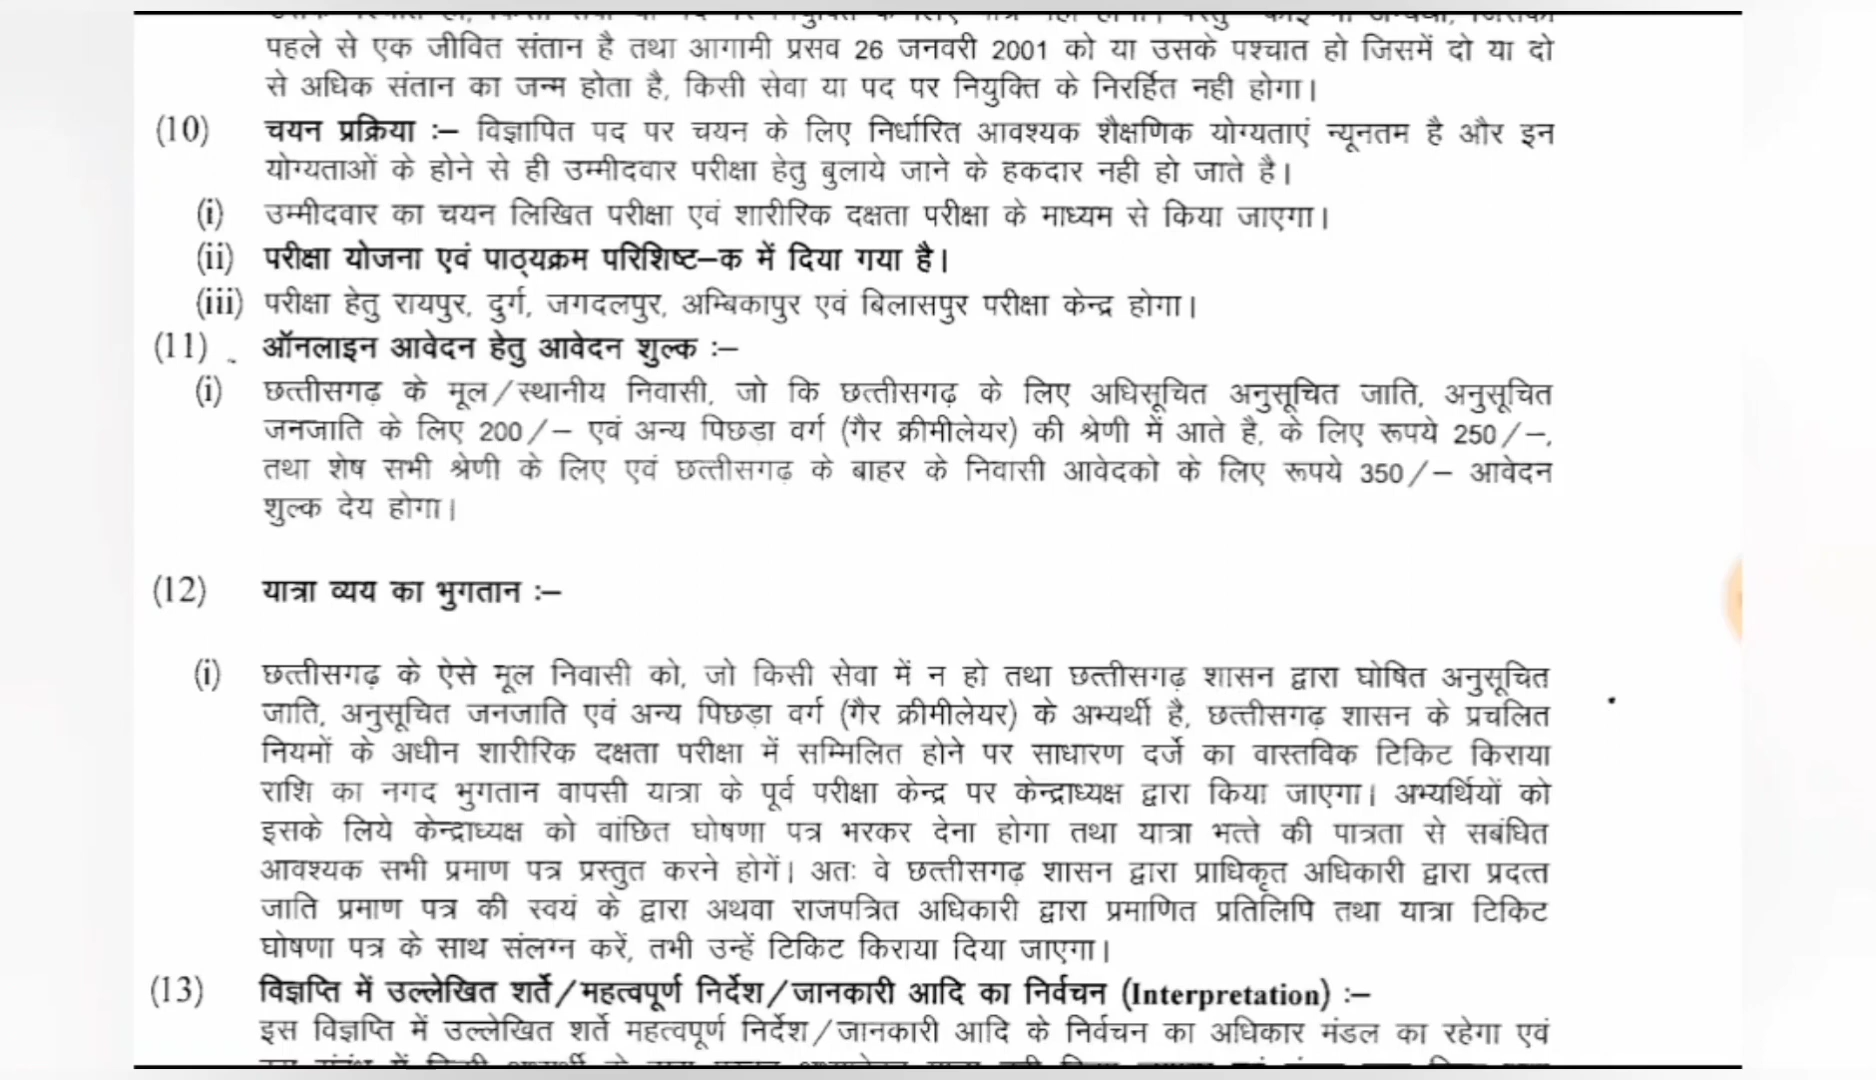 पहले से एक जीवित संतान है तथा आगामी प्रसव 26 जनवरी 2001 को या उसके पश्चात हो जिसमें दो या दो
से अधिक संतान का जन्म होता है, किसी सेवा या पद पर नियुक्ति के निरर्हित नही होगा।
(10) चयन प्रक्रिया :– विज्ञापित पद पर चयन के लिए निर्धारित आवश्यक शैक्षणिक योग्यताएं न्यूनतम है और इन
योग्यताओं के होने से ही उम्मीदवार परीक्षा हेतु बुलाये जाने के हकदार नही हो जाते है।
(i) उम्मीदवार का चयन लिखित परीक्षा एवं शारीरिक दक्षता परीक्षा के माध्यम से किया जाएगा।
(ii) परीक्षा योजना एवं पाठ्यक्रम परिशिष्ट–क में दिया गया है।
(iii) परीक्षा हेतु रायपुर, दुर्ग, जगदलपुर, अम्बिकापुर एवं बिलासपुर परीक्षा केन्द्र होगा।
(11) ऑनलाइन आवेदन हेतु आवेदन शुल्क :–
(i) छत्तीसगढ़ के मूल/स्थानीय निवासी, जो कि छत्तीसगढ़ के लिए अधिसूचित अनुसूचित जाति, अनुसूचित
जनजाति के लिए 200/– एवं अन्य पिछड़ा वर्ग (गैर क्रीमीलेयर) की श्रेणी में आते है, के लिए रूपये 250/–,
तथा शेष सभी श्रेणी के लिए एवं छत्तीसगढ़ के बाहर के निवासी आवेदको के लिए रूपये 350/– आवेदन
शुल्क देय होगा।
(12) यात्रा व्यय का भुगतान :–
(i) छत्तीसगढ़ के ऐसे मूल निवासी को, जो किसी सेवा में न हो तथा छत्तीसगढ़ शासन द्वारा घोषित अनुसूचित
जाति, अनुसूचित जनजाति एवं अन्य पिछड़ा वर्ग (गैर क्रीमीलेयर) के अभ्यर्थी है, छत्तीसगढ़ शासन के प्रचलित
नियमों के अधीन शारीरिक दक्षता परीक्षा में सम्मिलित होने पर साधारण दर्जे का वास्तविक टिकिट किराया
राशि का नगद भुगतान वापसी यात्रा के पूर्व परीक्षा केन्द्र पर केन्द्राध्यक्ष द्वारा किया जाएगा। अभ्यर्थियों को
इसके लिये केन्द्राध्यक्ष को वांछित घोषणा पत्र भरकर देना होगा तथा यात्रा भत्ते की पात्रता से सबंधित
आवश्यक सभी प्रमाण पत्र प्रस्तुत करने होगें। अतः वे छत्तीसगढ़ शासन द्वारा प्राधिकृत अधिकारी द्वारा प्रदत्त
जाति प्रमाण पत्र की स्वयं के द्वारा अथवा राजपत्रित अधिकारी द्वारा प्रमाणित प्रतिलिपि तथा यात्रा टिकिट
घोषणा पत्र के साथ संलग्न करें, तभी उन्हें टिकिट किराया दिया जाएगा।
(13) विज्ञप्ति में उल्लेखित शर्ते/महत्वपूर्ण निर्देश/जानकारी आदि का निर्वचन (Interpretation) :–
इस विज्ञप्ति में उल्लेखित शर्ते महत्वपूर्ण निर्देश/जानकारी आदि के निर्वचन का अधिकार मंडल का रहेगा एवं